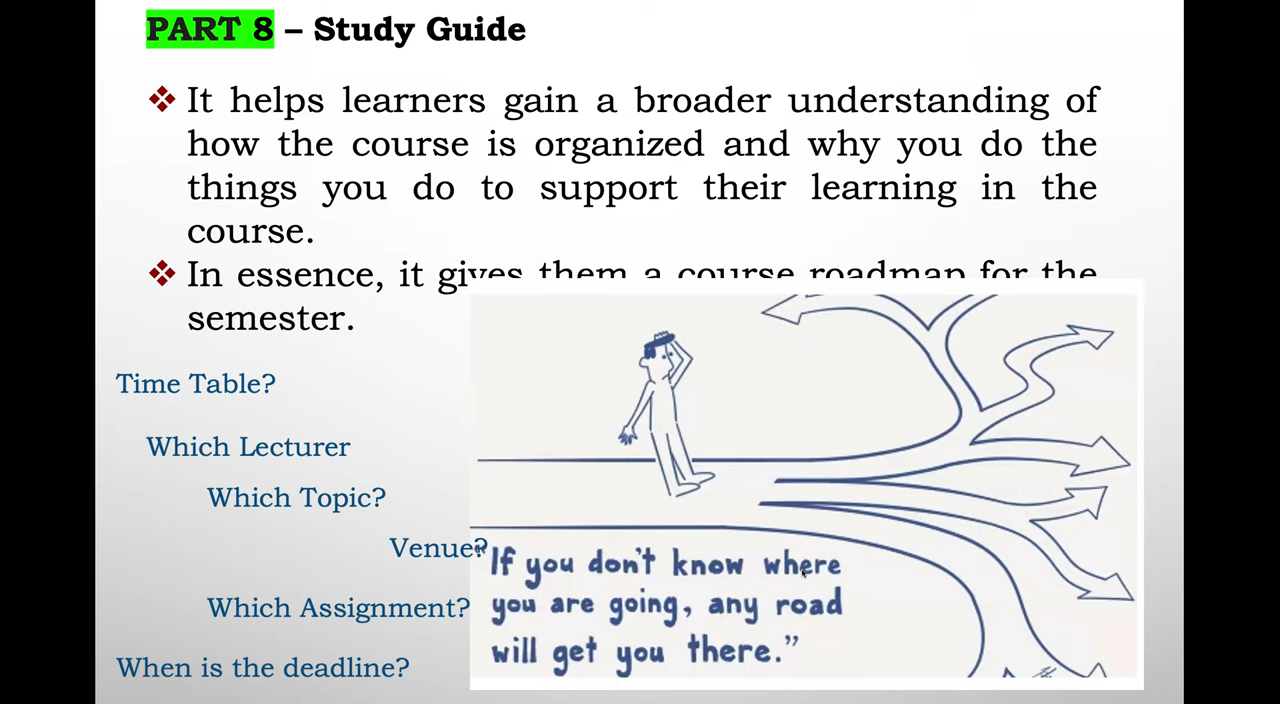 PART 8 – Study Guide
❖ It helps learners gain a broader understanding of
how the course is organized and why you do the
things you do to support their learning in the
course.
❖ In essence, it gives them a course roadmap for the
semester.
Time Table?
Which Lecturer
Which Topic?
Venue?
Which Assignment?
When is the deadline?
"If you don't know where
you are going, any road
will get you there."